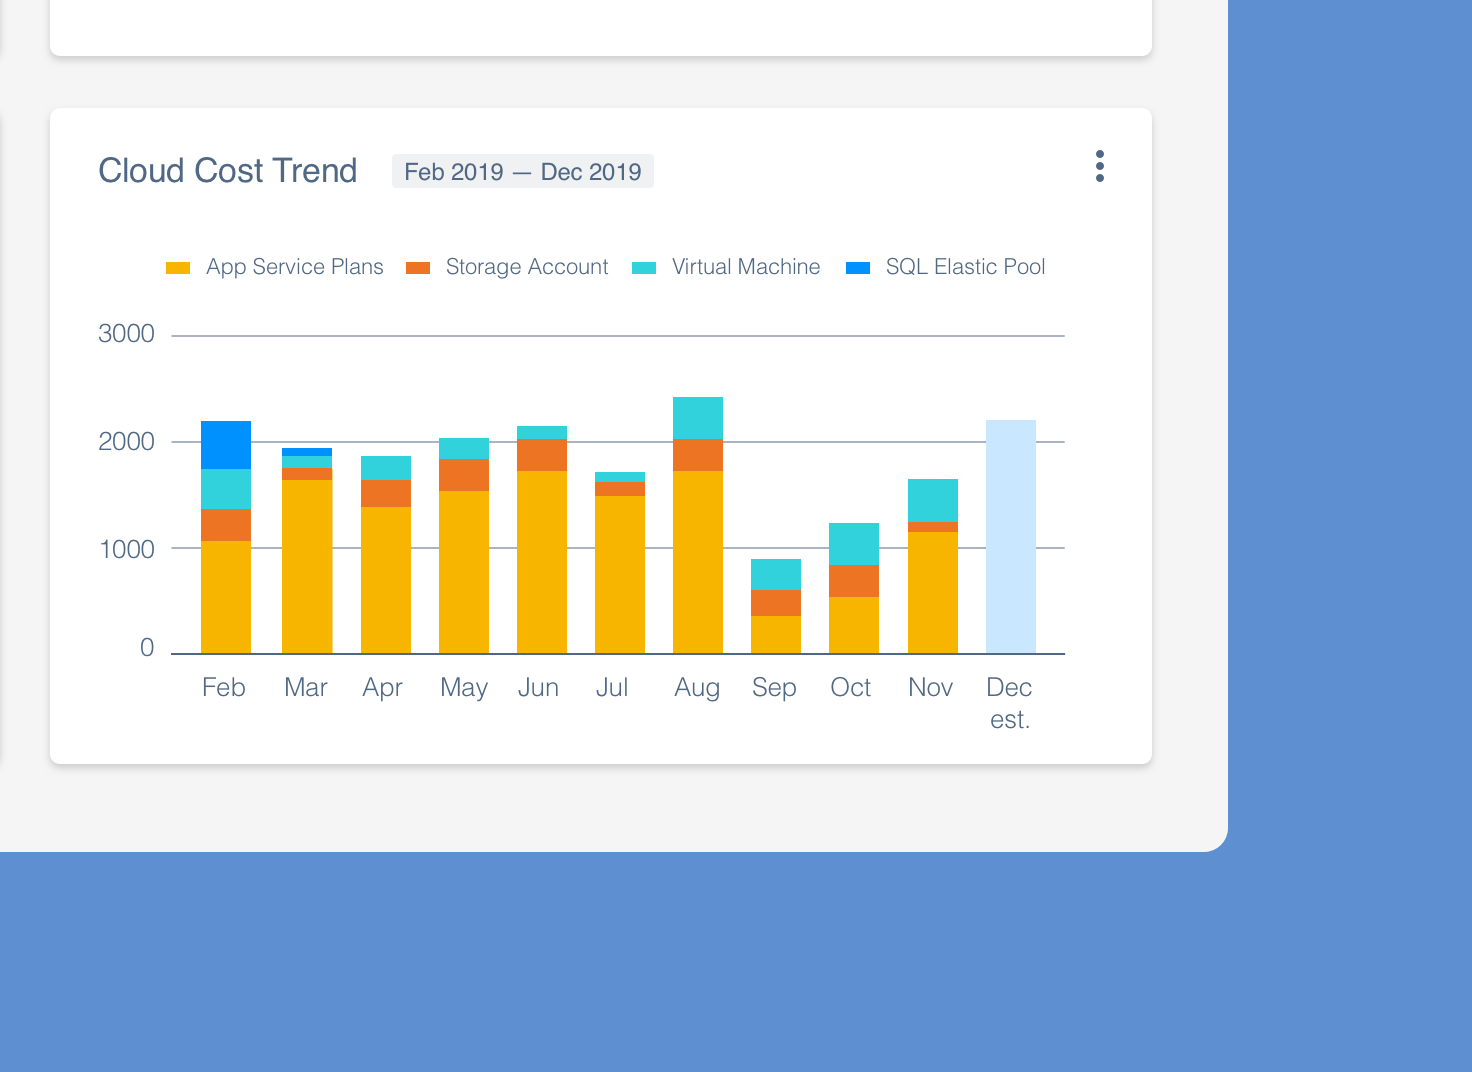 Cloud Cost Trend Feb 2019 — Dec 2019
App Service Plans Storage Account Virtual Machine SQL Elastic Pool
3000
2000
1000
0
Feb Mar Apr May Jun Jul Aug Sep Oct Nov Dec
est.